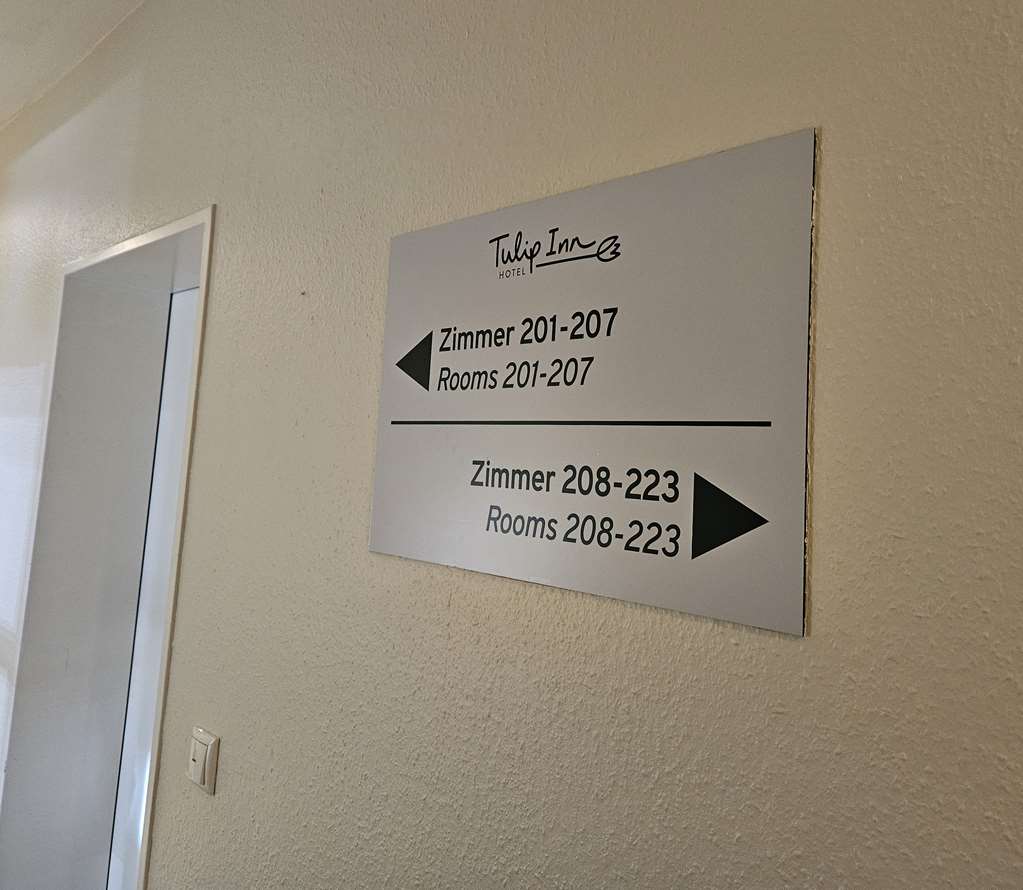 Tulip Inn
HOTEL
Zimmer 201-207
Rooms 201-207
Zimmer 208-223
Rooms 208-223